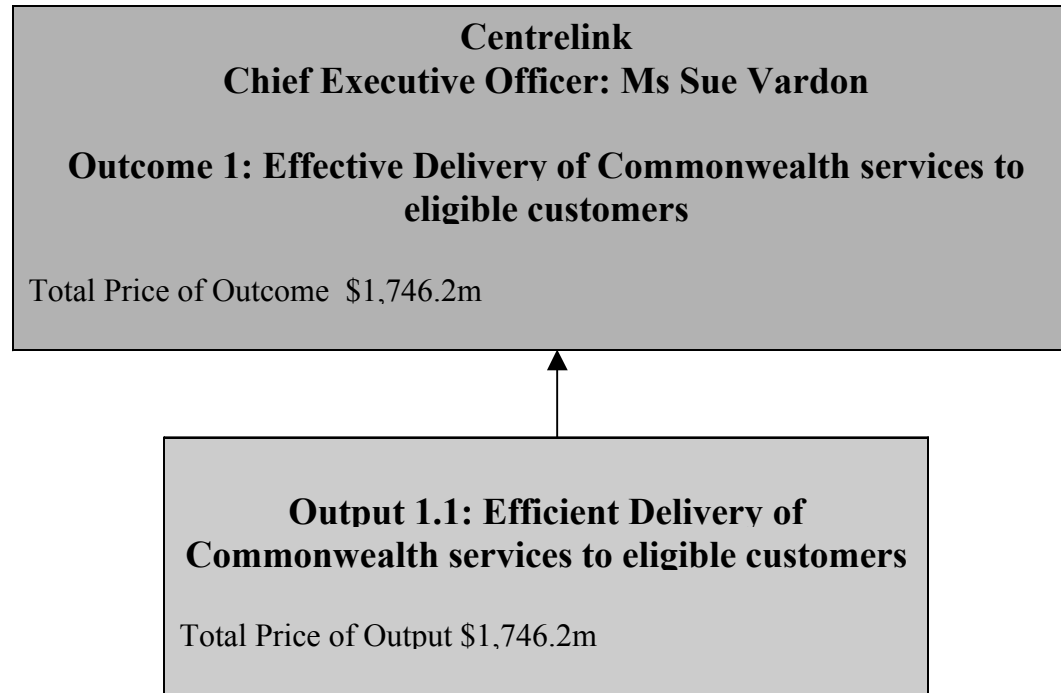 Centrelink
Chief Executive Officer: Ms Sue Vardon
Outcome 1: Effective Delivery of Commonwealth services to
eligible customers
Total Price of Outcome  $1,746.2m
Output 1.1: Efficient Delivery of
Commonwealth services to eligible customers
Total Price of Output $1,746.2m